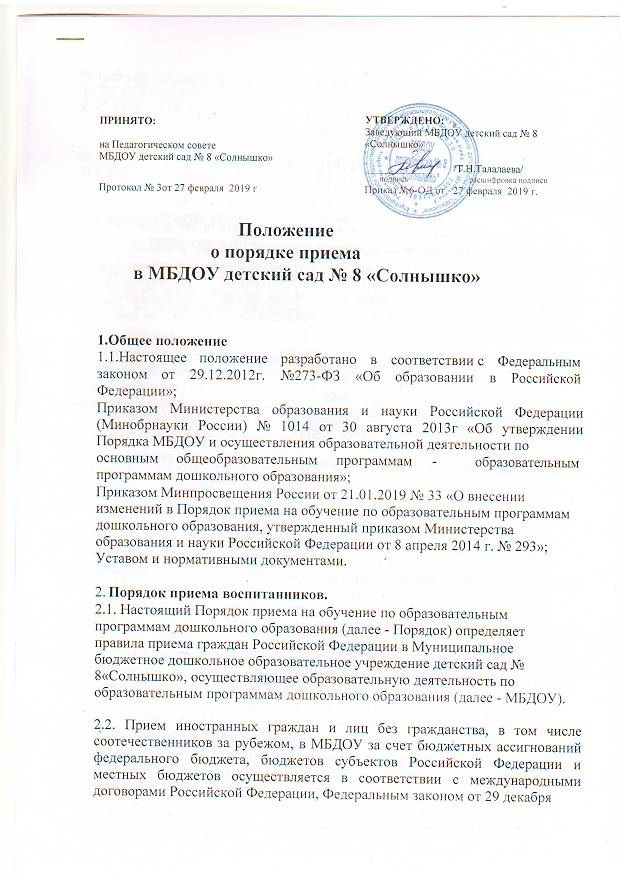 ПРИНЯТО:
на Педагогическом совете
МБДОУ детский сад № 8 «Солнышко»
Протокол № 3от 27 февраля 2019 г
УТВЕРЖДЕНО:
Заведующий МБДОУ детский сад № 8
«Солнышко»
/Т.Н.Талалаева/
подпись расшифровка подписи
Приказ №6-ОД от 27 февраля 2019 г.
Положение
о порядке приема
в МБДОУ детский сад № 8 «Солнышко»
1.Общее положение
1.1.Настоящее положение разработано в соответствии с Федеральным
законом от 29.12.2012г. №273-ФЗ «Об образовании в Российской
Федерации»;
Приказом Министерства образования и науки Российской Федерации
(Минобрнауки России) № 1014 от 30 августа 2013г «Об утверждении
Порядка МБДОУ и осуществления образовательной деятельности по
основным общеобразовательным программам - образовательным
программам дошкольного образования»;
Приказом Минпросвещения России от 21.01.2019 № 33 «О внесении
изменений в Порядок приема на обучение по образовательным программам
дошкольного образования, утвержденный приказом Министерства
образования и науки Российской Федерации от 8 апреля 2014 г. № 293»;
Уставом и нормативными документами.
2. Порядок приема воспитанников.
2.1. Настоящий Порядок приема на обучение по образовательным
программам дошкольного образования (далее - Порядок) определяет
правила приема граждан Российской Федерации в Муниципальное
бюджетное дошкольное образовательное учреждение детский сад №
8«Солнышко», осуществляющее образовательную деятельность по
образовательным программам дошкольного образования (далее - МБДОУ).
2.2. Прием иностранных граждан и лиц без гражданства, в том числе
соотечественников за рубежом, в МБДОУ за счет бюджетных ассигнований
федерального бюджета, бюджетов субъектов Российской Федерации и
местных бюджетов осуществляется в соответствии с международными
договорами Российской Федерации, Федеральным законом от 29 декабря